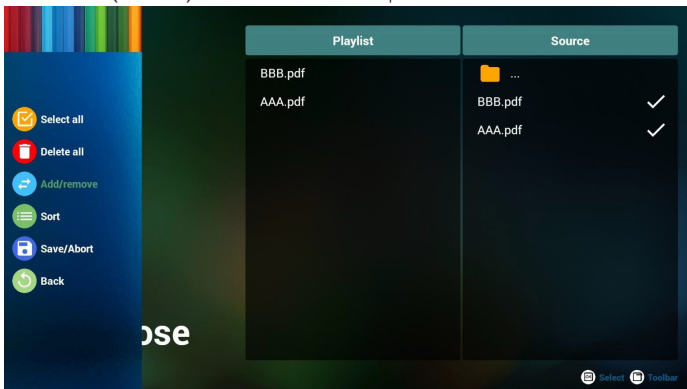 Playlist
Source
BBB.pdf
AAA.pdf
...
BBB.pdf
AAA.pdf
Select all
Delete all
Add/remove
Sort
Save/Abort
Back
ose
Select Toolbar